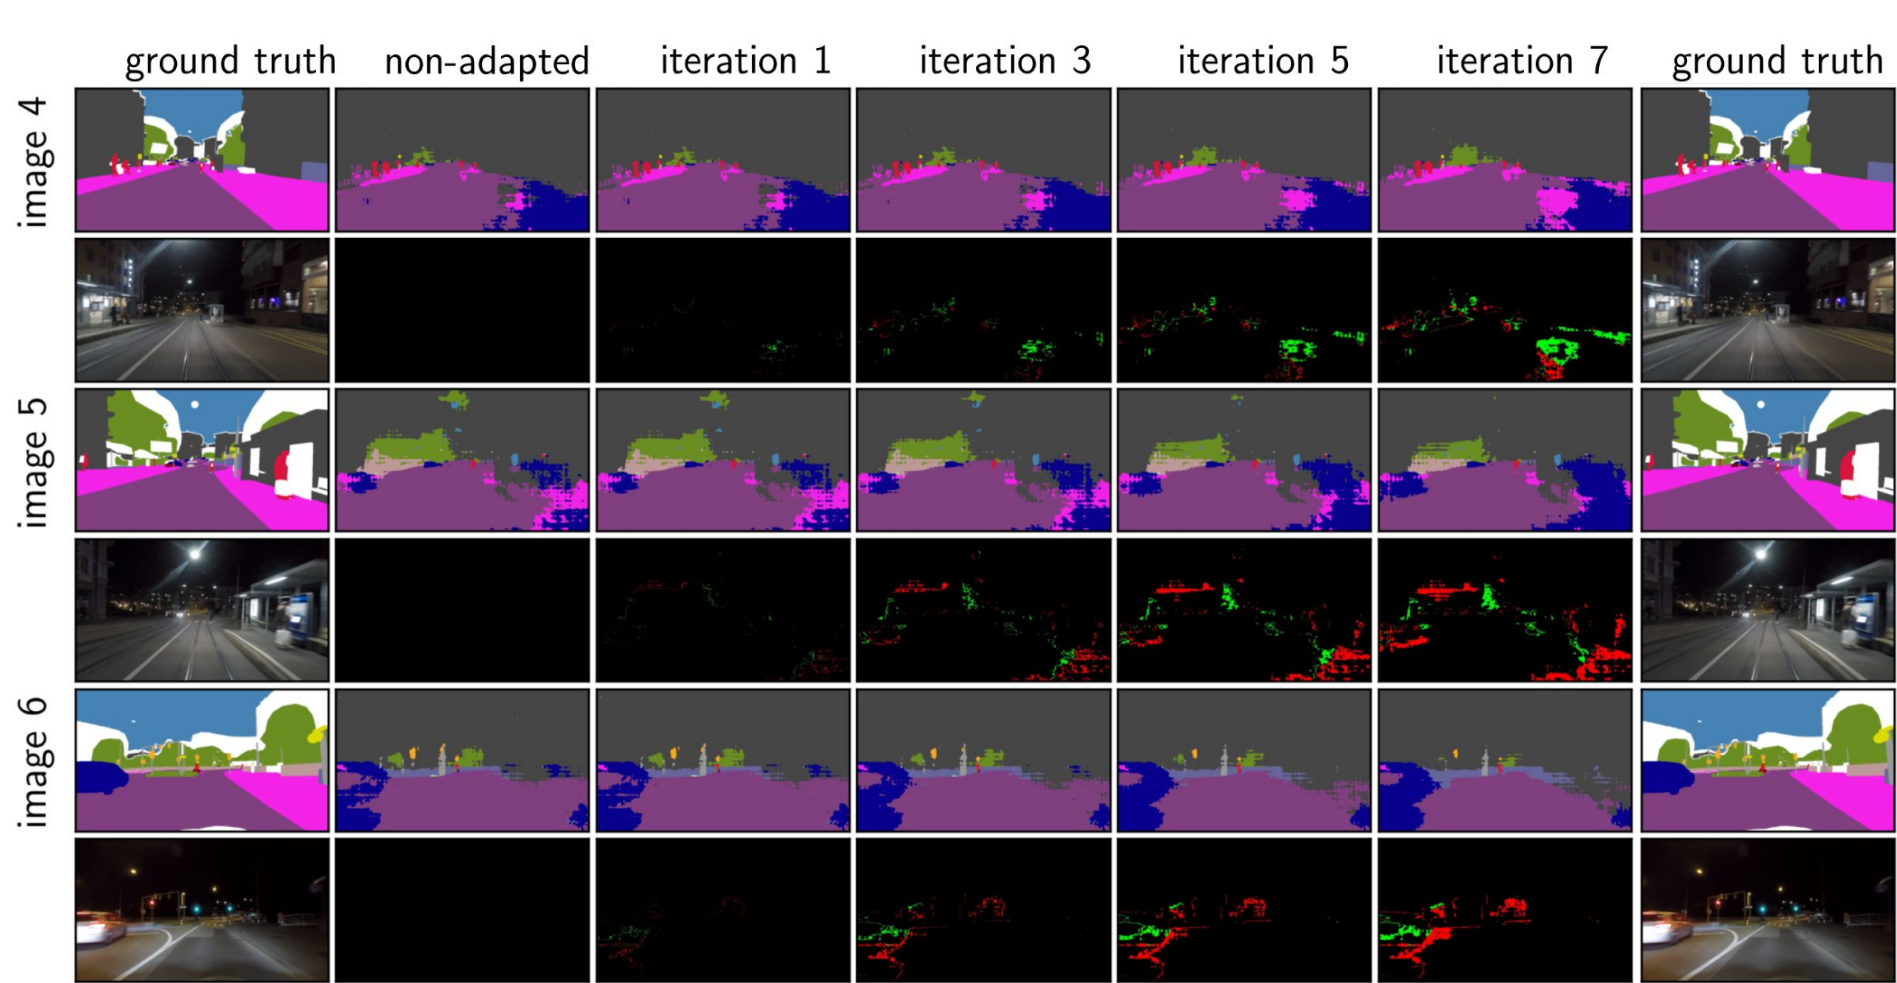 ground truth non-adapted iteration 1 iteration 3 iteration 5 iteration 7 ground truth
image 4
image 5
image 6